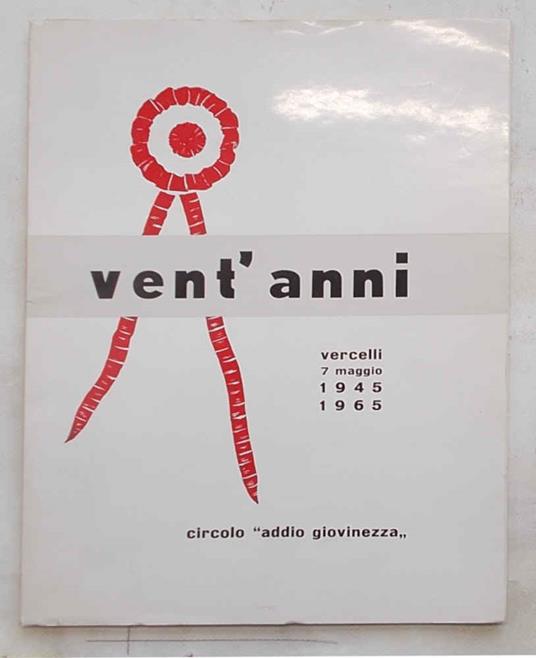 vent' anni
vercelli
7 maggio
1945
1965
circolo “addio giovinezza„